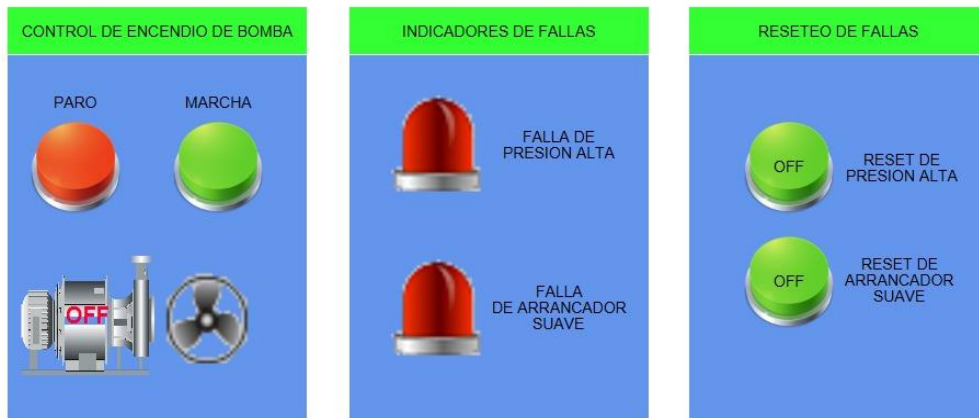 CONTROL DE ENCENDIO DE BOMBA
PARO
MARCHA
OFF
INDICADORES DE FALLAS
FALLA DE
PRESION ALTA
FALLA
DE ARRANCADOR
SUAVE
RESETEO DE FALLAS
OFF
RESET DE
PRESION ALTA
OFF
RESET DE
ARRANCADOR
SUAVE